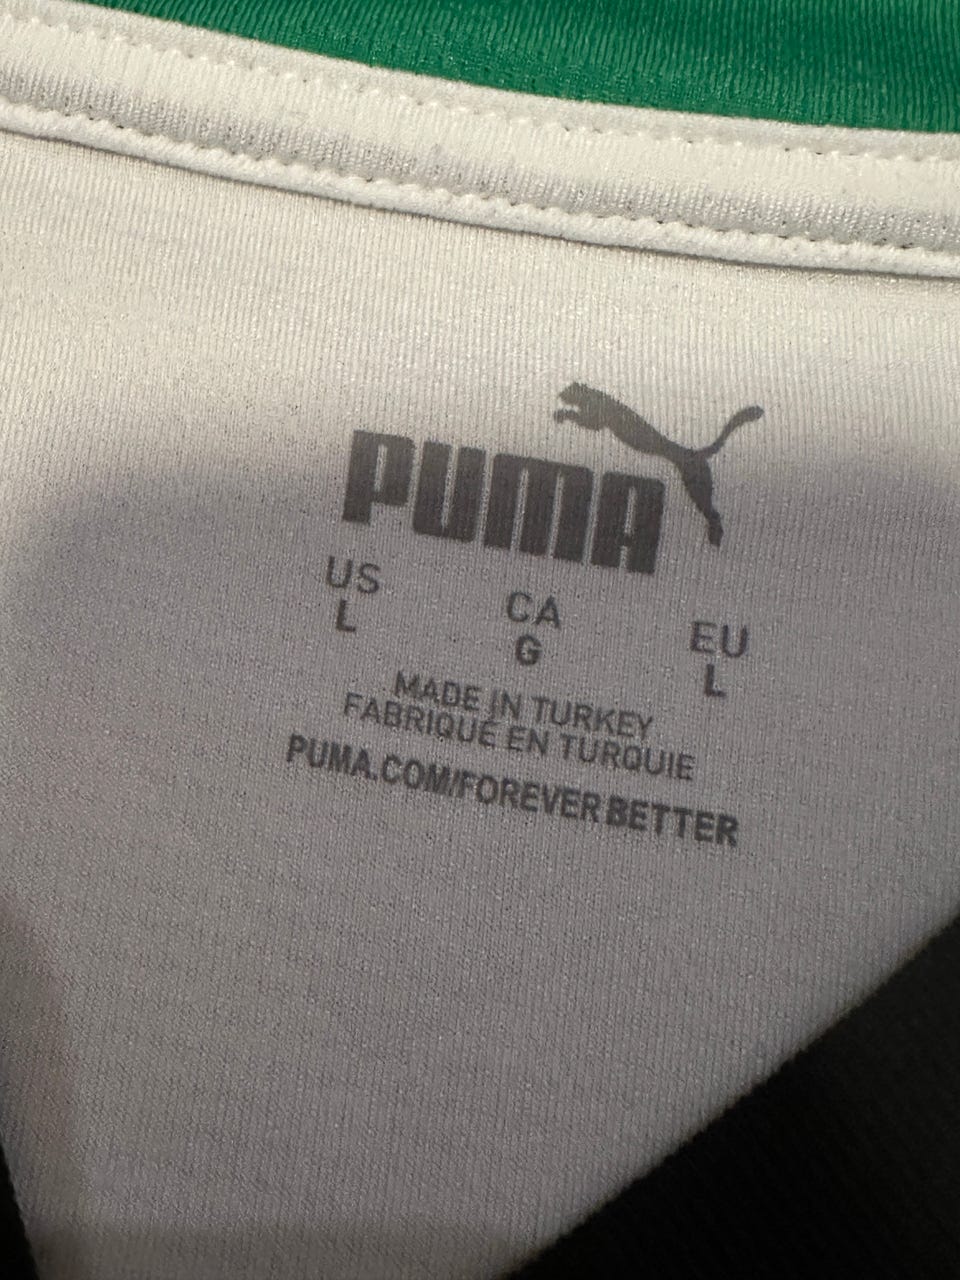 PUMA
US CA EU
L G L
MADE IN TURKEY
FABRIQUÉ EN TURQUIE
PUMA.COM/FOREVER BETTER